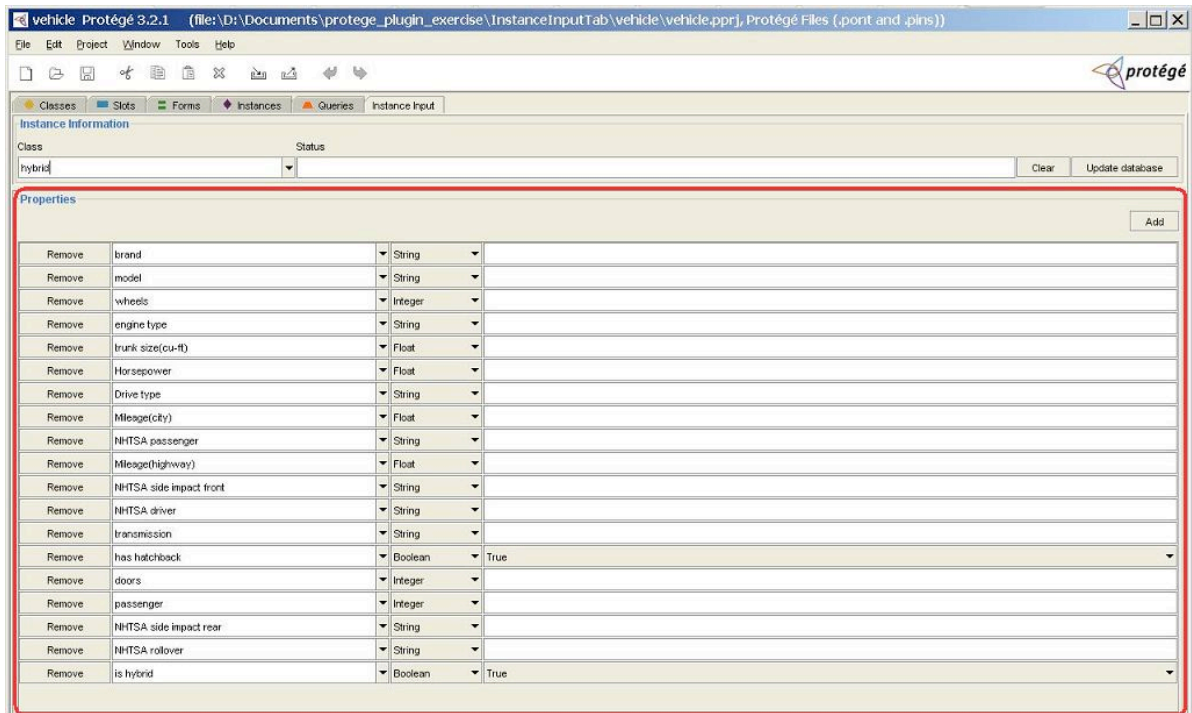 vehicle Protégé 3.2.1 (file:\D:\Documents\protege_plugin_exercise\InstanceInputTab\vehicle\vehicle.pprj, Protégé Files (.pont and .pins))
File Edit Project Window Tools Help
protégé
Classes Slots Forms Instances Queries Instance Input
Instance Information
Class Status
hybrid Clear Update database
Properties
Add
Remove brand String
Remove model String
Remove wheels Integer
Remove engine type String
Remove trunk size(cu-ft) Float
Remove Horsepower Float
Remove Drive type String
Remove Mileage(city) Float
Remove NHTSA passenger String
Remove Mileage(highway) Float
Remove NHTSA side impact front String
Remove NHTSA driver String
Remove transmission String
Remove has hatchback Boolean True
Remove doors Integer
Remove passenger Integer
Remove NHTSA side impact rear String
Remove NHTSA rollover String
Remove is hybrid Boolean True